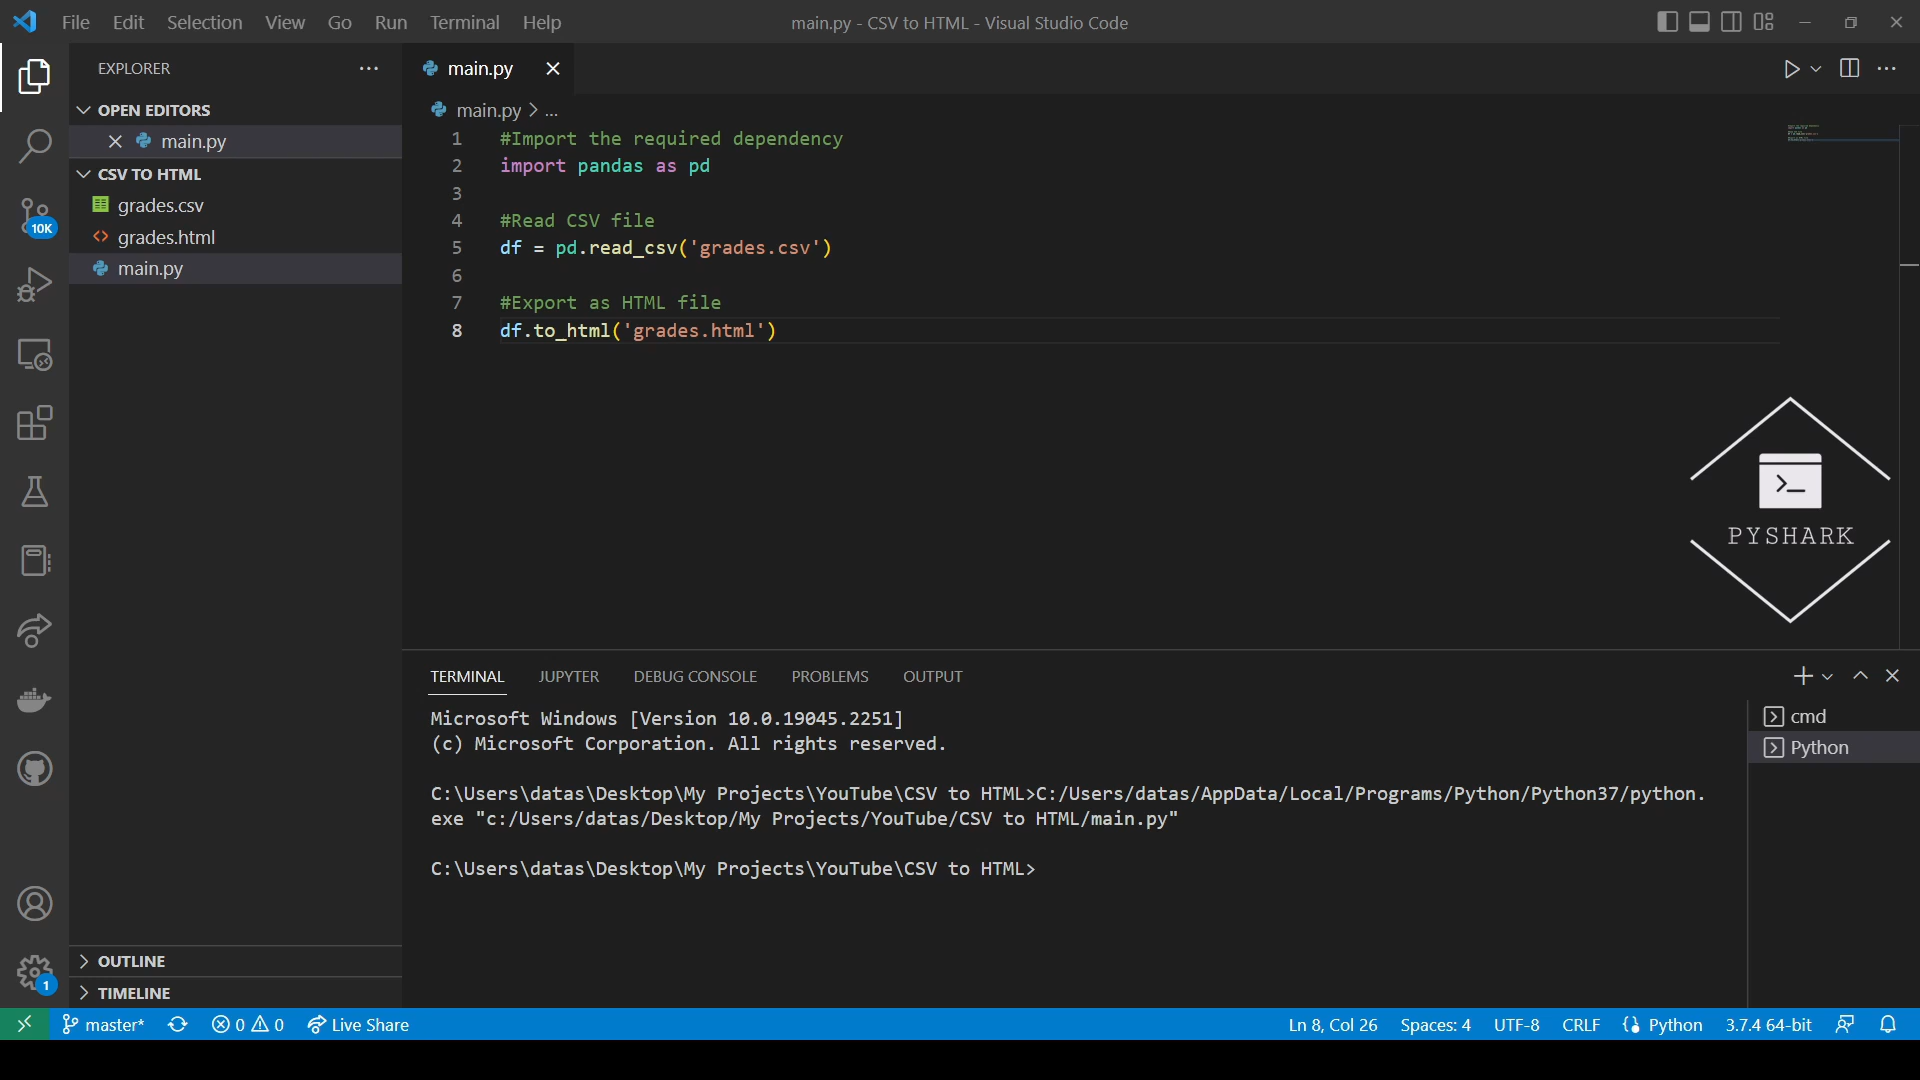 File Edit Selection View Go Run Terminal Help
main.py - CSV to HTML - Visual Studio Code
EXPLORER
OPEN EDITORS
main.py
CSV TO HTML
grades.csv
grades.html
main.py
OUTLINE
TIMELINE
10K
1
main.py
main.py > ...
1 #Import the required dependency
2 import pandas as pd
3
4 #Read CSV file
5 df = pd.read_csv('grades.csv')
6
7 #Export as HTML file
8 df.to_html('grades.html')
PYSHARK
TERMINAL JUPYTER DEBUG CONSOLE PROBLEMS OUTPUT
Microsoft Windows [Version 10.0.19045.2251]
(c) Microsoft Corporation. All rights reserved.
C:\Users\datas\Desktop\My Projects\YouTube\CSV to HTML>C:/Users/datas/AppData/Local/Programs/Python/Python37/python.
exe "c:/Users/datas/Desktop/My Projects/YouTube/CSV to HTML/main.py"
C:\Users\datas\Desktop\My Projects\YouTube\CSV to HTML>
cmd
Python
master* 0 0 Live Share Ln 8, Col 26 Spaces: 4 UTF-8 CRLF Python 3.7.4 64-bit